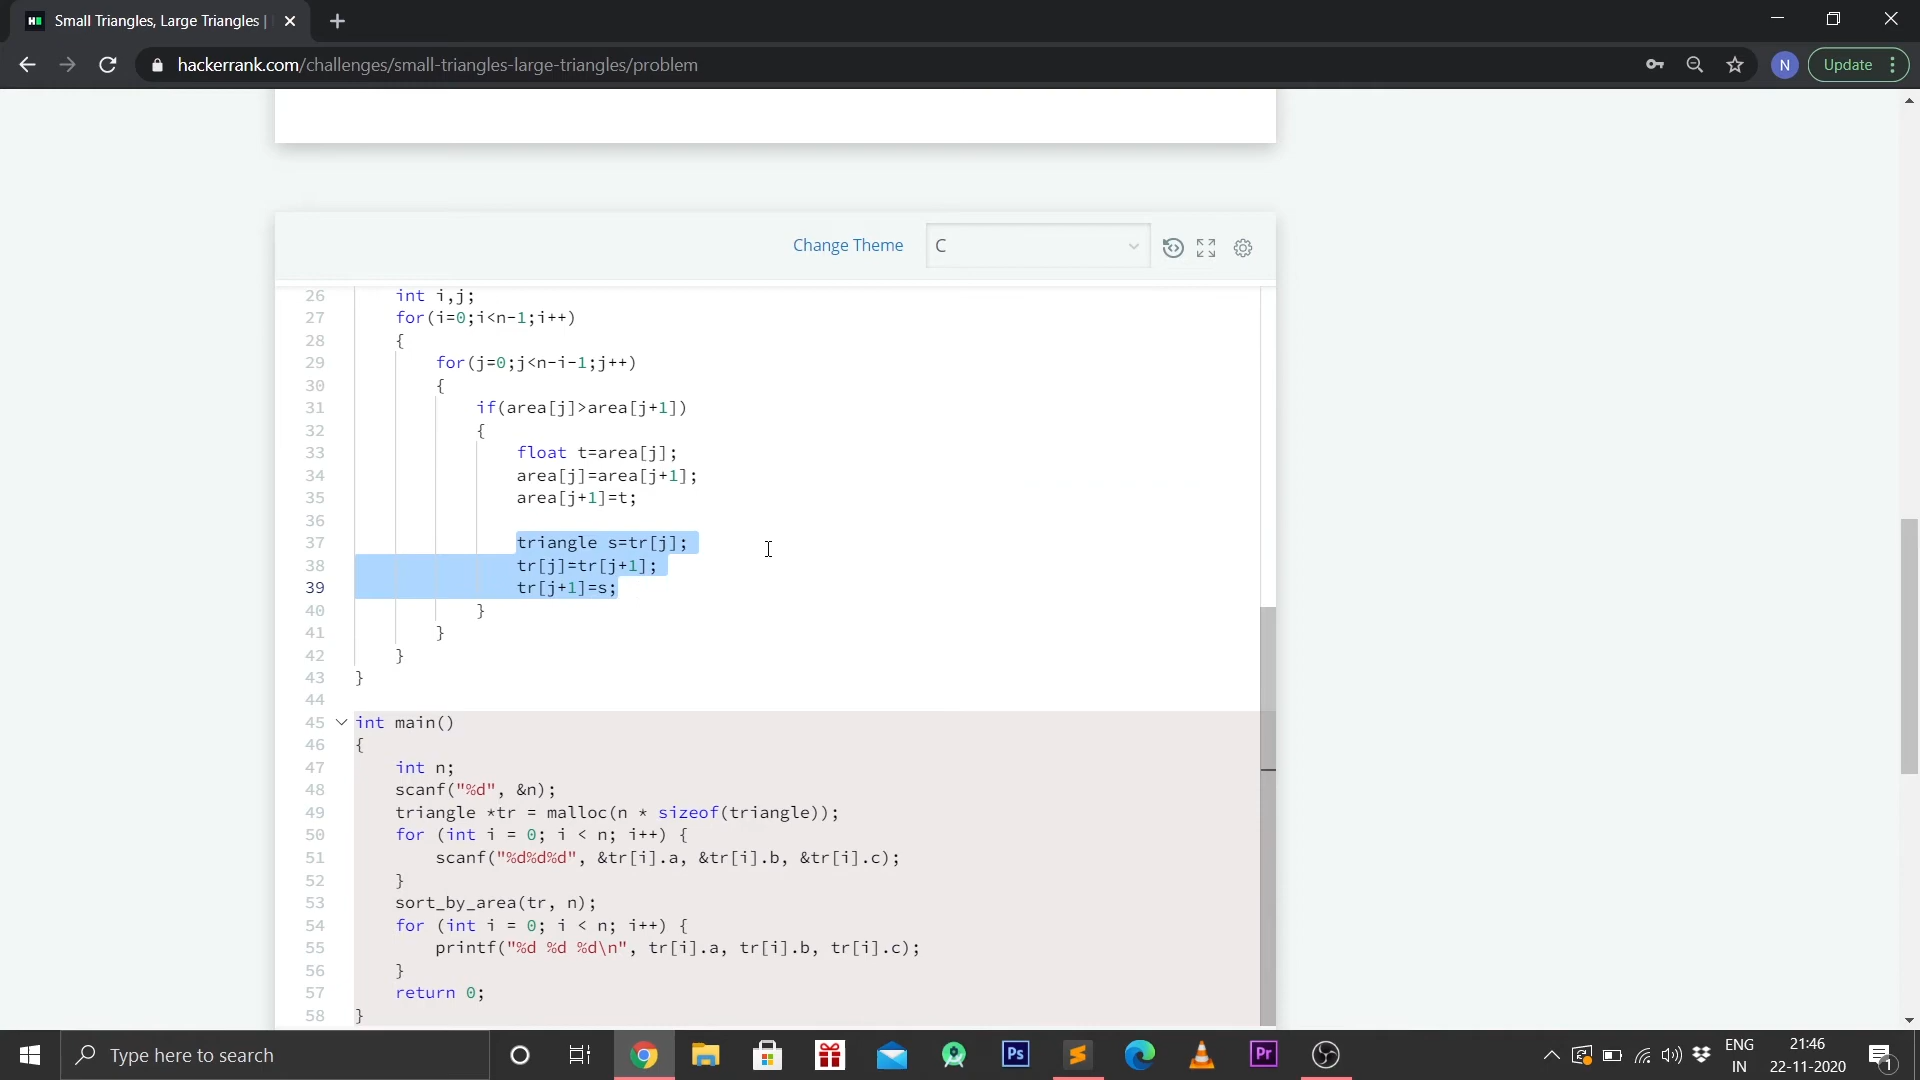 Small Triangles, Large Triangles |
hackerrank.com/challenges/small-triangles-large-triangles/problem
N
Update
Change Theme
C
26 int i,j;
27 for(i=0;i<n-1;i++)
28 {
29 for(j=0;j<n-i-1;j++)
30 {
31 if(area[j]>area[j+1])
32 {
33 float t=area[j];
34 area[j]=area[j+1];
35 area[j+1]=t;
36
37 triangle s=tr[j];
38 tr[j]=tr[j+1];
39 tr[j+1]=s;
40 }
41 }
42 }
43 }
44
45 int main()
46 {
47 int n;
48 scanf("%d", &n);
49 triangle *tr = malloc(n * sizeof(triangle));
50 for (int i = 0; i < n; i++) {
51 scanf("%d%d%d", &tr[i].a, &tr[i].b, &tr[i].c);
52 }
53 sort_by_area(tr, n);
54 for (int i = 0; i < n; i++) {
55 printf("%d %d %d\n", tr[i].a, tr[i].b, tr[i].c);
56 }
57 return 0;
58 }
Type here to search
Ps
Pr
ENG
IN
21:46
22-11-2020
1